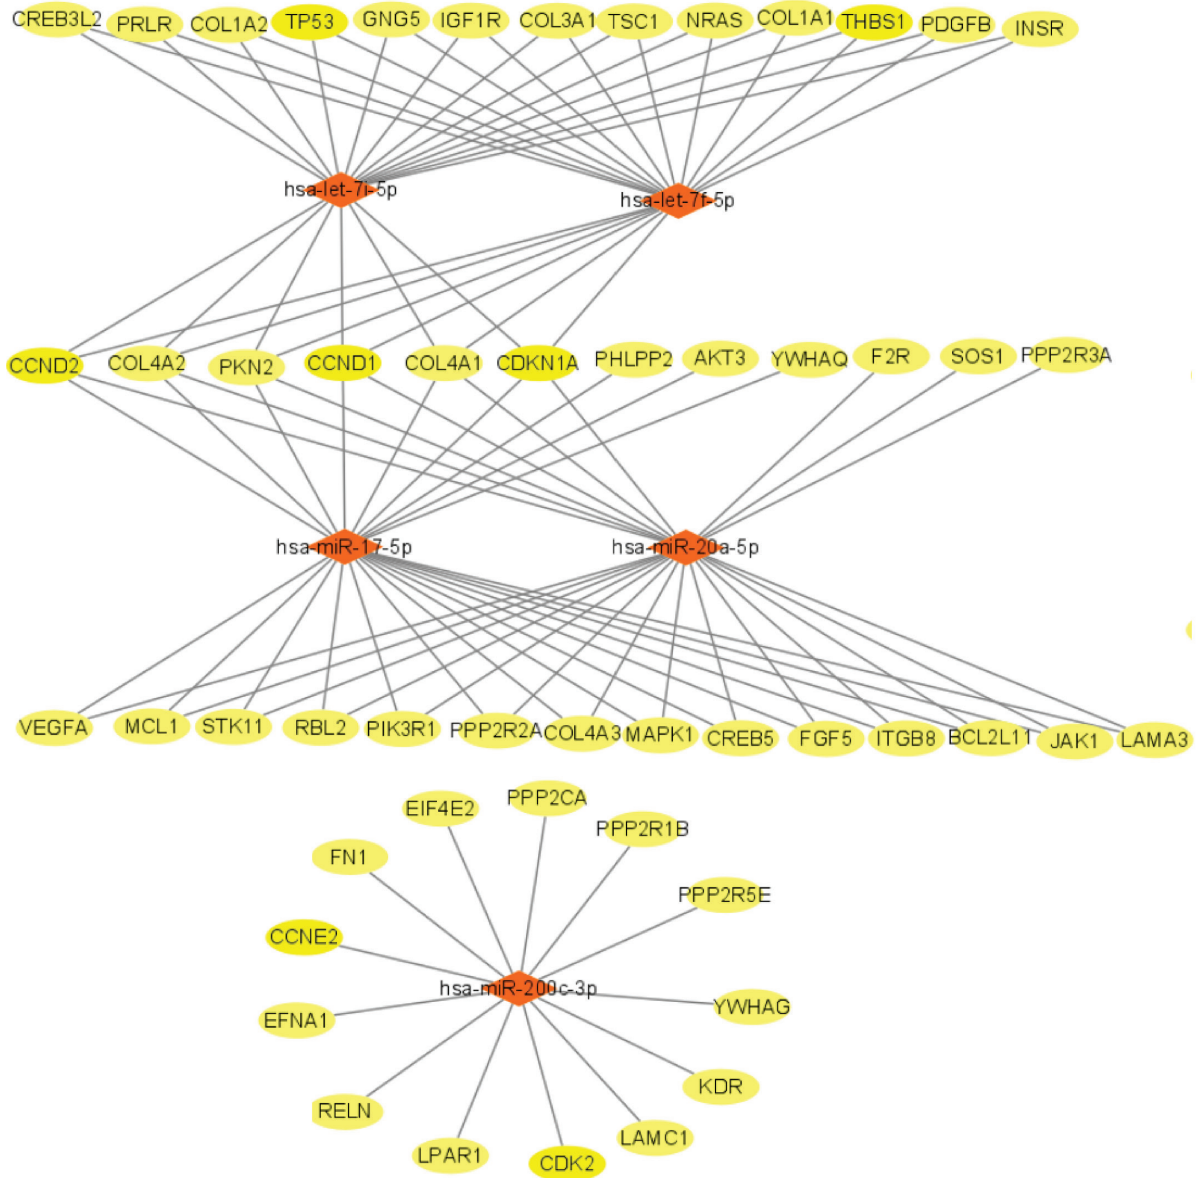 CREB3L2
PRLR
COL1A2
TP53
GNG5
IGF1R
COL3A1
TSC1
NRAS
COL1A1
THBS1
PDGFB
INSR
hsa-let-7i-5p
hsa-let-7f-5p
CCND2
COL4A2
PKN2
CCND1
COL4A1
CDKN1A
PHLPP2
AKT3
YWHAQ
F2R
SOS1
PPP2R3A
hsa-miR-17-5p
hsa-miR-20a-5p
VEGFA
MCL1
STK11
RBL2
PIK3R1
PPP2R2A
COL4A3
MAPK1
CREB5
FGF5
ITGB8
BCL2L11
JAK1
LAMA3
EIF4E2
PPP2CA
PPP2R1B
FN1
PPP2R5E
CCNE2
hsa-miR-200c-3p
EFNA1
YWHAG
KDR
RELN
LAMC1
LPAR1
CDK2